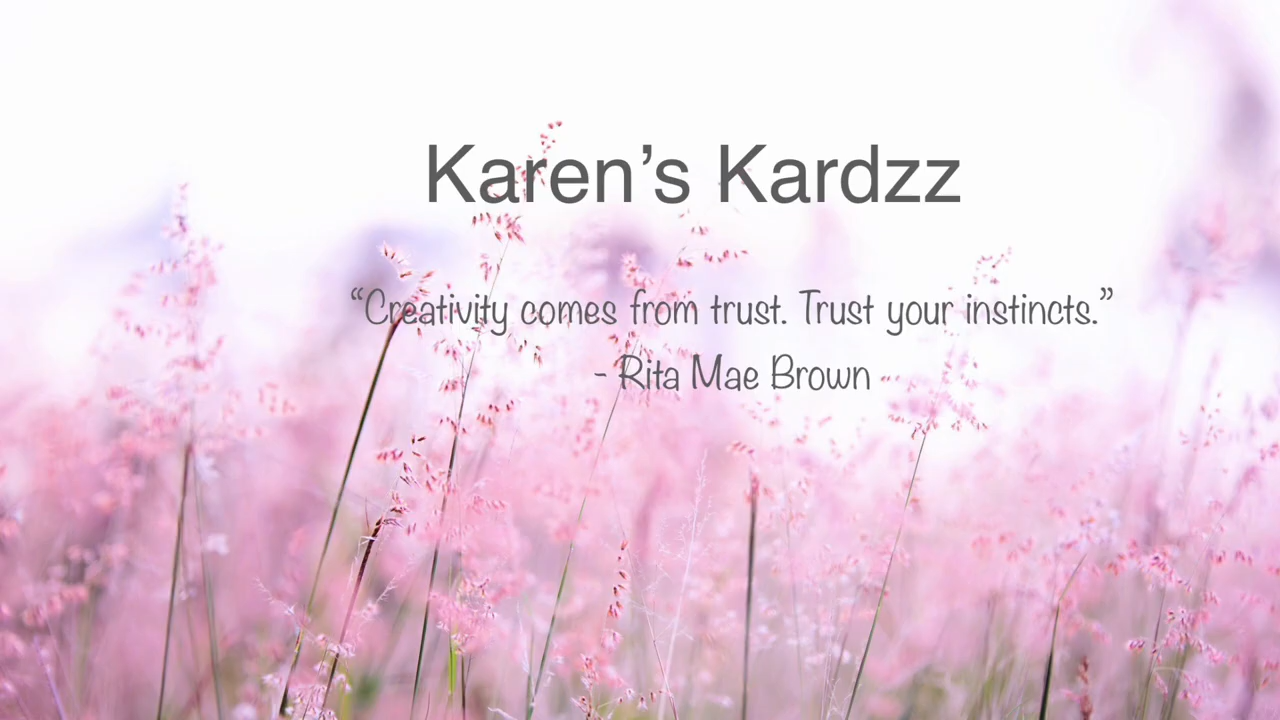 Karen’s Kardzz
“Creativity comes from trust. Trust your instincts.”
- Rita Mae Brown